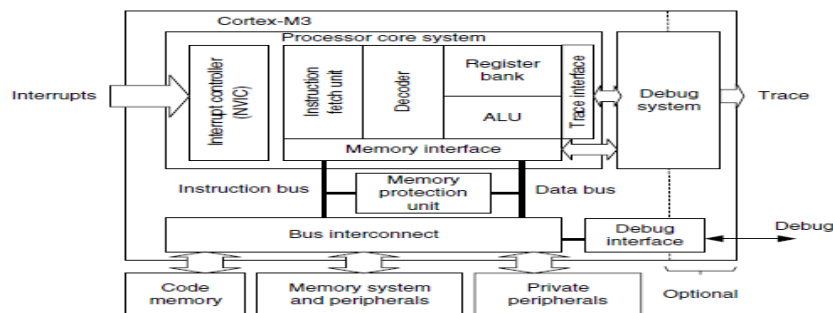 Cortex-M3
Processor core system
Interrupts
Interrupt controller
(NVIC)
Instruction
fetch unit
Decoder
Register
bank
ALU
Trace interface
Memory interface
Debug
system
Trace
Instruction bus
Memory
protection
unit
Data bus
Bus interconnect
Debug
interface
Debug
Code
memory
Memory system
and peripherals
Private
peripherals
Optional